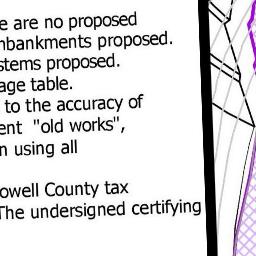 e are no proposed
nbankments proposed.
stems proposed.
age table.
to the accuracy of
ent "old works",
n using all
owell County tax
The undersigned certifying